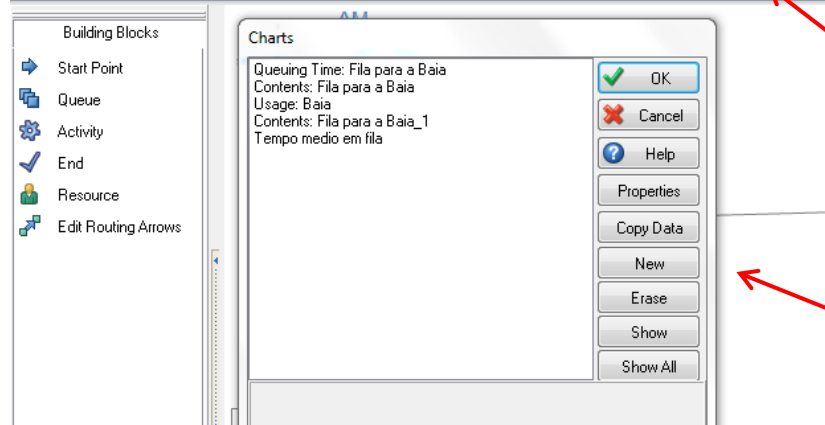 AM
Building Blocks
Start Point
Queue
Activity
End
Resource
Edit Routing Arrows
Charts
Queuing Time: Fila para a Baia
Contents: Fila para a Baia
Usage: Baia
Contents: Fila para a Baia_1
Tempo medio em fila
OK
Cancel
Help
Properties
Copy Data
New
Erase
Show
Show All